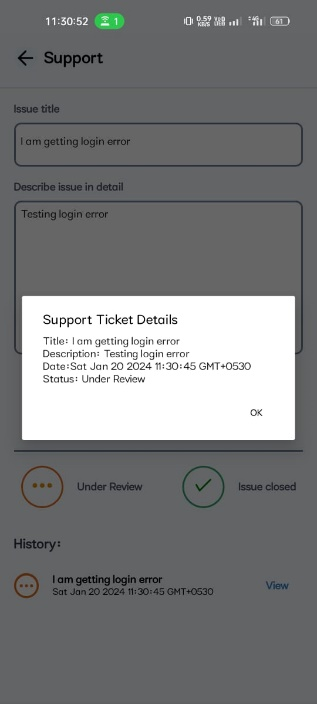 11:30:52 1 0.59 KB/S 4G 61
Support
Issue title
I am getting login error
Describe issue in detail
Testing login error
Support Ticket Details
Title: I am getting login error
Description: Testing login error
Date:Sat Jan 20 2024 11:30:45 GMT+0530
Status: Under Review
OK
Under Review
Issue closed
History:
I am getting login error
Sat Jan 20 2024 11:30:45 GMT+0530
View